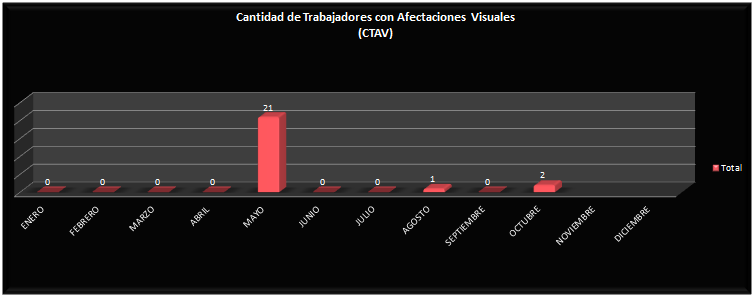 Cantidad de Trabajadores con Afectaciones Visuales
(CTAV)
21
0 0 0 0 0 0 1 0 2
Total
ENERO FEBRERO MARZO ABRIL MAYO JUNIO JULIO AGOSTO SEPTIEMBRE OCTUBRE NOVIEMBRE DICIEMBRE